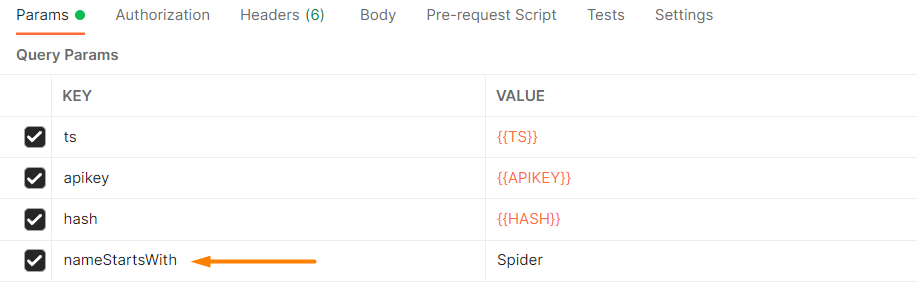 Params Authorization Headers (6) Body Pre-request Script Tests Settings
Query Params
KEY VALUE
ts {{TS}}
apikey {{APIKEY}}
hash {{HASH}}
nameStartsWith Spider